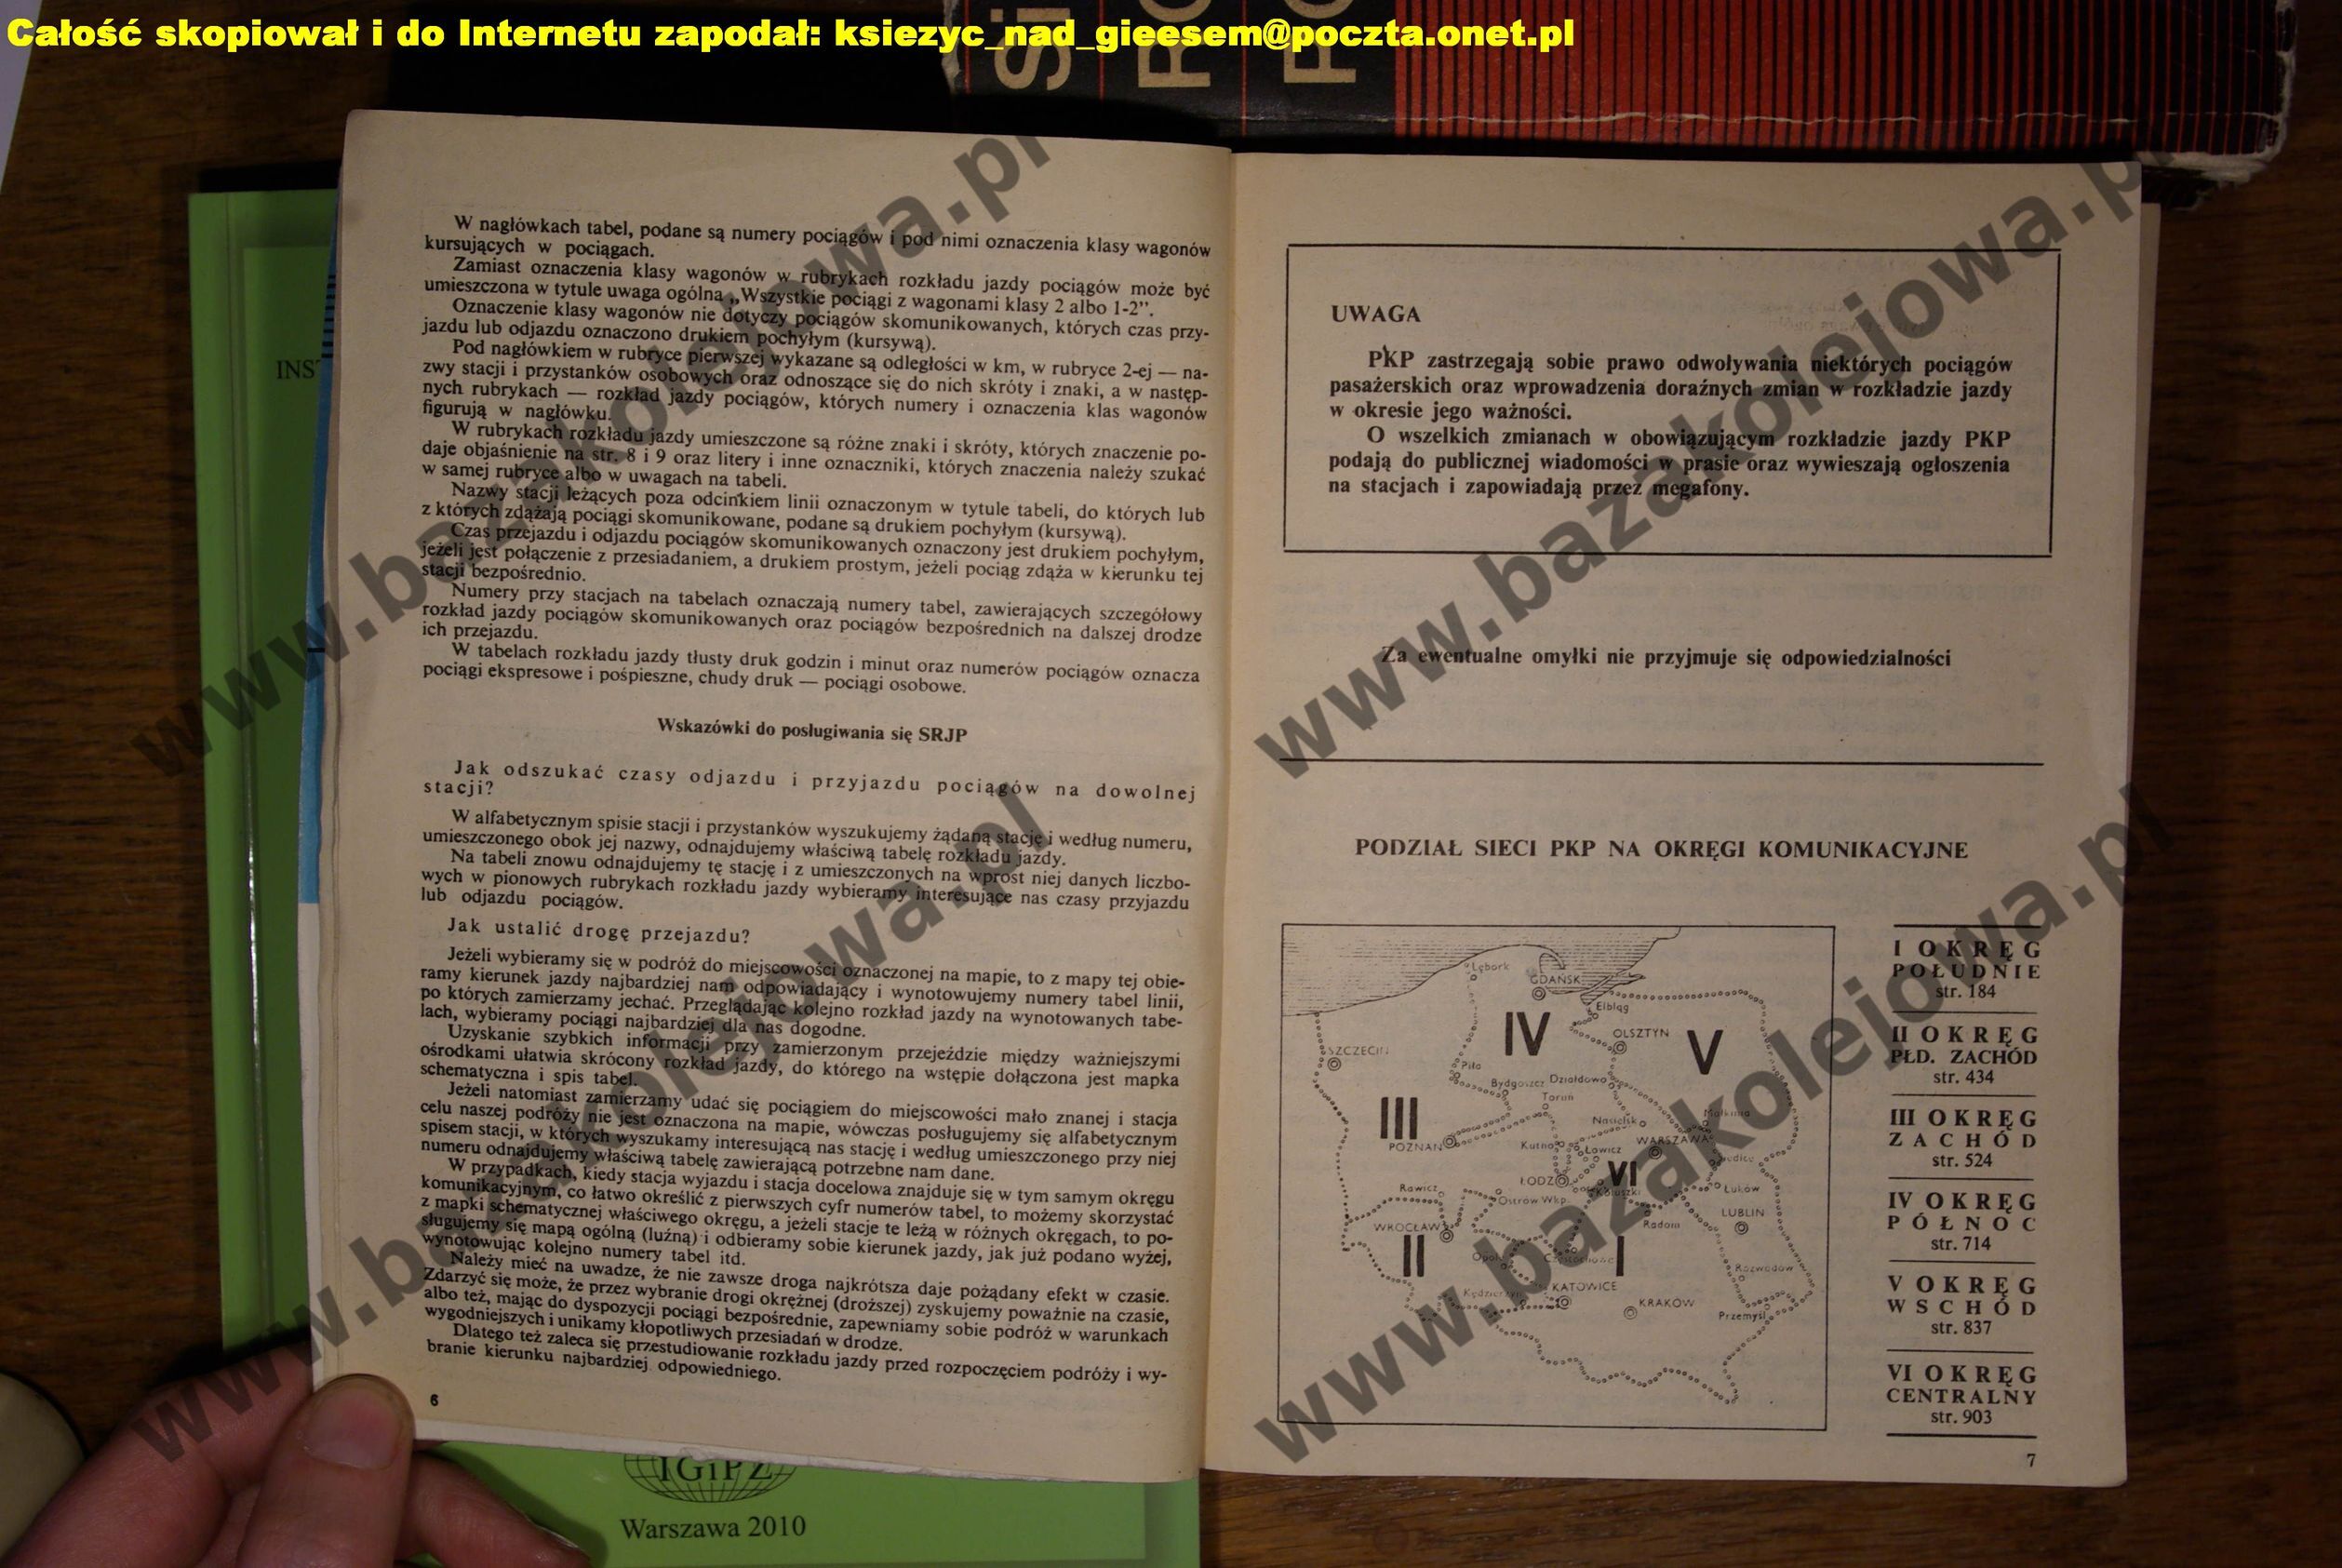 Całość skopiował i do Internetu zapodał: ksiezyc_nad_gieesem@poczta.onet.pl
W nagłówkach tabel, podane są numery pociągów i pod nimi oznaczenia klasy wagonów
kursujących w pociągach.
Zamiast oznaczenia klasy wagonów w rubrykach rozkładu jazdy pociągów może być
umieszczona w tytule uwaga ogólna „Wszystkie pociągi z wagonami klasy 2 albo 1-2”.
Oznaczenie klasy wagonów nie dotyczy pociągów skomunikowanych, których czas przy-
jazdu lub odjazdu oznaczono drukiem pochyłym (kursywą).
Pod nagłówkiem w rubryce pierwszej wykazane są odległości w km, w rubryce 2-ej — na-
zwy stacji i przystanków osobowych oraz odnoszące się do nich skróty i znaki, a w następ-
nych rubrykach — rozkład jazdy pociągów, których numery i oznaczenia klas wagonów
figurują w nagłówku.
W rubrykach rozkładu jazdy umieszczone są różne znaki i skróty, których znaczenie po-
daje objaśnienie na str. 8 i 9 oraz litery i inne oznaczniki, których znaczenia należy szukać
w samej rubryce albo w uwagach na tabeli.
Nazwy stacji leżących poza odcinkiem linii oznaczonym w tytule tabeli, do których lub
z których zdążają pociągi skomunikowane, podane są drukiem pochyłym (kursywą).
Czas przejazdu i odjazdu pociągów skomunikowanych oznaczony jest drukiem pochyłym,
jeżeli jest połączenie z przesiadaniem, a drukiem prostym, jeżeli pociąg zdąża w kierunku tej
stacji bezpośrednio.
Numery przy stacjach na tabelach oznaczają numery tabel, zawierających szczegółowy
rozkład jazdy pociągów skomunikowanych oraz pociągów bezpośrednich na dalszej drodze
ich przejazdu.
W tabelach rozkładu jazdy tłusty druk godzin i minut oraz numerów pociągów oznacza
pociągi ekspresowe i pośpieszne, chudy druk — pociągi osobowe.
Wskazówki do posługiwania się SRJP
Jak odszukać czasy odjazdu i przyjazdu pociągów na dowolnej
stacji?
W alfabetycznym spisie stacji i przystanków wyszukujemy żądaną stację i według numeru,
umieszczonego obok jej nazwy, odnajdujemy właściwą tabelę rozkładu jazdy.
Na tabeli znowu odnajdujemy tę stację i z umieszczonych na wprost niej danych liczbo-
wych w pionowych rubrykach rozkładu jazdy wybieramy interesujące nas czasy przyjazdu
lub odjazdu pociągów.
Jak ustalić drogę przejazdu?
Jeżeli wybieramy się w podróż do miejscowości oznaczonej na mapie, to z mapy tej obie-
ramy kierunek jazdy najbardziej nam odpowiadający i wynotowujemy numery tabel linii,
po których zamierzamy jechać. Przeglądając kolejno rozkład jazdy na wynotowanych tabe-
lach, wybieramy pociągi najbardziej dla nas dogodne.
Uzyskanie szybkich informacji przy zamierzonym przejeździe między ważniejszymi
ośrodkami ułatwia skrócony rozkład jazdy, do którego na wstępie dołączona jest mapka
schematyczna i spis tabel.
Jeżeli natomiast zamierzamy udać się pociągiem do miejscowości mało znanej i stacja
celu naszej podróży nie jest oznaczona na mapie, wówczas posługujemy się alfabetycznym
spisem stacji, w których wyszukamy interesującą nas stację i według umieszczonego przy niej
numeru odnajdujemy właściwą tabelę zawierającą potrzebne nam dane.
W przypadkach, kiedy stacja wyjazdu i stacja docelowa znajduje się w tym samym okręgu
komunikacyjnym, co łatwo określić z pierwszych cyfr numerów tabel, to możemy skorzystać
z mapki schematycznej właściwego okręgu, a jeżeli stacje te leżą w różnych okręgach, to po-
sługujemy się mapą ogólną (luźną) i odbieramy sobie kierunek jazdy, jak już podano wyżej,
wynotowując kolejno numery tabel itd.
Należy mieć na uwadze, że nie zawsze droga najkrótsza daje pożądany efekt w czasie.
Zdarzyć się może, że przez wybranie drogi okrężnej (droższej) zyskujemy poważnie na czasie,
albo też, mając do dyspozycji pociągi bezpośrednie, zapewniamy sobie podróż w warunkach
wygodniejszych i unikamy kłopotliwych przesiadań w drodze.
Dlatego też zaleca się przestudiowanie rozkładu jazdy przed rozpoczęciem podróży i wy-
branie kierunku najbardziej odpowiedniego.
6
UWAGA
PKP zastrzegają sobie prawo odwoływania niektórych pociągów
pasażerskich oraz wprowadzenia doraźnych zmian w rozkładzie jazdy
w okresie jego ważności.
O wszelkich zmianach w obowiązującym rozkładzie jazdy PKP
podają do publicznej wiadomości w prasie oraz wywieszają ogłoszenia
na stacjach i zapowiadają przez megafony.
Za ewentualne omyłki nie przyjmuje się odpowiedzialności
PODZIAŁ SIECI PKP NA OKRĘGI KOMUNIKACYJNE
Lębork
GDAŃSK
Elbląg
IV
OLSZTYN
V
SZCZECIN
Piła
Bydgoszcz
Działdowo
Toruń
III
Nasielsk
Małkinia
POZNAŃ
Kutno
WARSZAWA
Łowicz
VI
ŁÓDŹ
Koluszki
Łuków
Rawicz
Ostrów Wkp.
Radom
LUBLIN
WROCŁAW
II
Opole
Częstochowa
I
Rozwadów
Kędzierzyn
KATOWICE
KRAKÓW
Przemyśl
I OKRĘG
POŁUDNIE
str. 184
II OKRĘG
PŁD. ZACHÓD
str. 434
III OKRĘG
ZACHÓD
str. 524
IV OKRĘG
PÓŁNOC
str. 714
V OKRĘG
WSCHÓD
str. 837
VI OKRĘG
CENTRALNY
str. 903
7
INST
IGiPZ
Warszawa 2010
www.bazakolejowa.pl
www.bazakolejowa.pl
www.bazakolejowa.pl
www.bazakolejowa.pl